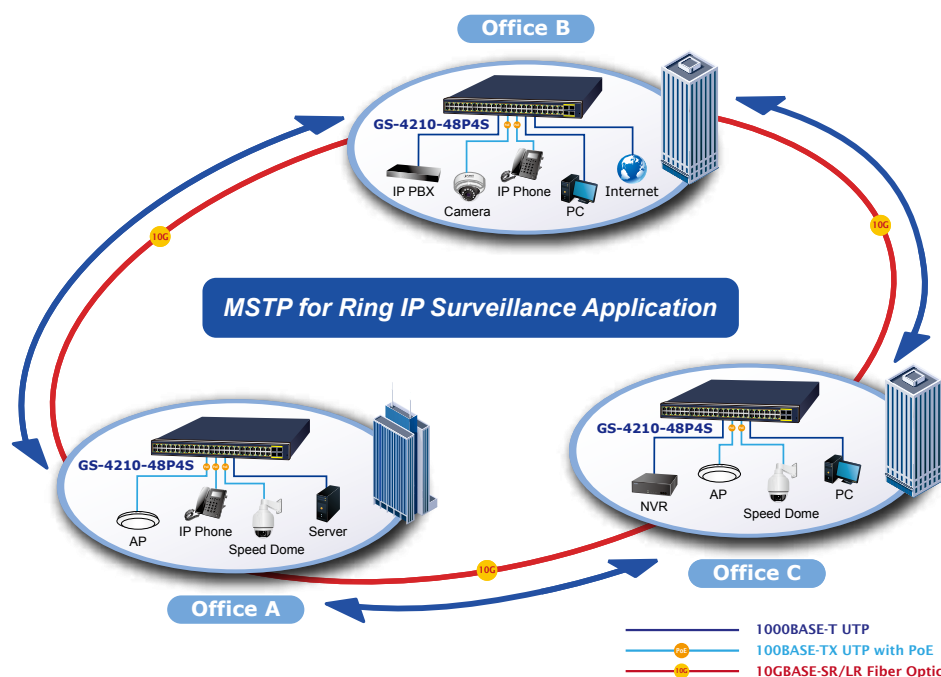 Office B
GS-4210-48P4S
IP PBX
Camera
IP Phone
PC
Internet
10G
10G
MSTP for Ring IP Surveillance Application
GS-4210-48P4S
AP
IP Phone
Speed Dome
Server
GS-4210-48P4S
NVR
AP
Speed Dome
PC
10G
Office A
Office C
1000BASE-T UTP
PoE
100BASE-TX UTP with PoE
10G
10GBASE-SR/LR Fiber Optic